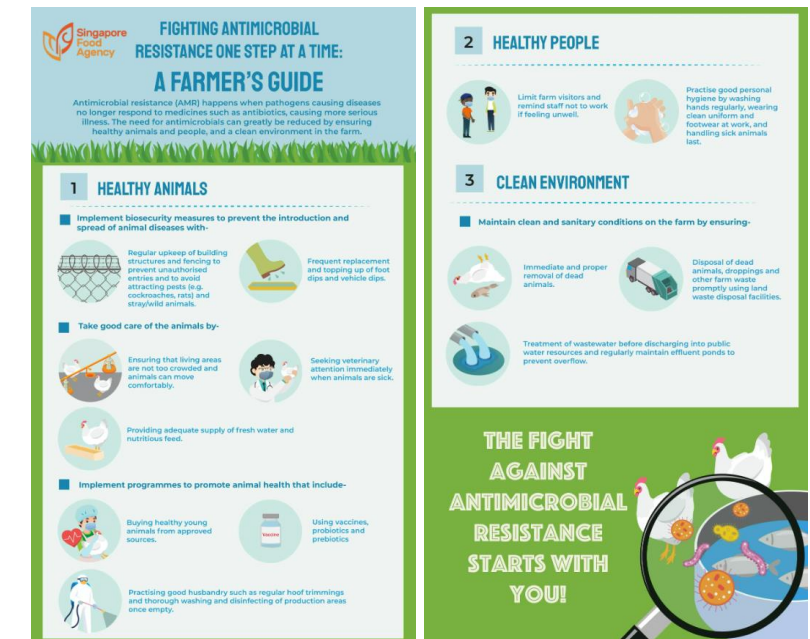 Singapore
Food
Agency
FIGHTING ANTIMICROBIAL
RESISTANCE ONE STEP AT A TIME:
A FARMER'S GUIDE
Antimicrobial resistance (AMR) happens when pathogens causing diseases
no longer respond to medicines such as antibiotics, causing more serious
illness. The need for antimicrobials can greatly be reduced by ensuring
healthy animals and people, and a clean environment in the farm.
1 HEALTHY ANIMALS
Implement biosecurity measures to prevent the introduction and
spread of animal diseases with-
Regular upkeep of building
structures and fencing to
prevent unauthorised
entries and to avoid
attracting pests (e.g.
cockroaches, rats) and
stray/wild animals.
Frequent replacement
and topping up of foot
dips and vehicle dips.
Take good care of the animals by-
Ensuring that living areas
are not too crowded and
animals can move
comfortably.
Seeking veterinary
attention immediately
when animals are sick.
Providing adequate supply of fresh water and
nutritious feed.
Implement programmes to promote animal health that include-
Buying healthy young
animals from approved
sources.
Vaccine
Using vaccines,
probiotics and
prebiotics
Practising good husbandry such as regular hoof trimmings
and thorough washing and disinfecting of production areas
once empty.
2 HEALTHY PEOPLE
Limit farm visitors and
remind staff not to work
if feeling unwell.
Practise good personal
hygiene by washing
hands regularly, wearing
clean uniform and
footwear at work, and
handling sick animals
last.
3 CLEAN ENVIRONMENT
Maintain clean and sanitary conditions on the farm by ensuring-
Immediate and proper
removal of dead
animals.
Disposal of dead
animals, droppings and
other farm waste
promptly using land
waste disposal facilities.
Treatment of wastewater before discharging into public
water resources and regularly maintain effluent ponds to
prevent overflow.
THE FIGHT
AGAINST
ANTIMICROBIAL
RESISTANCE
STARTS WITH
YOU!